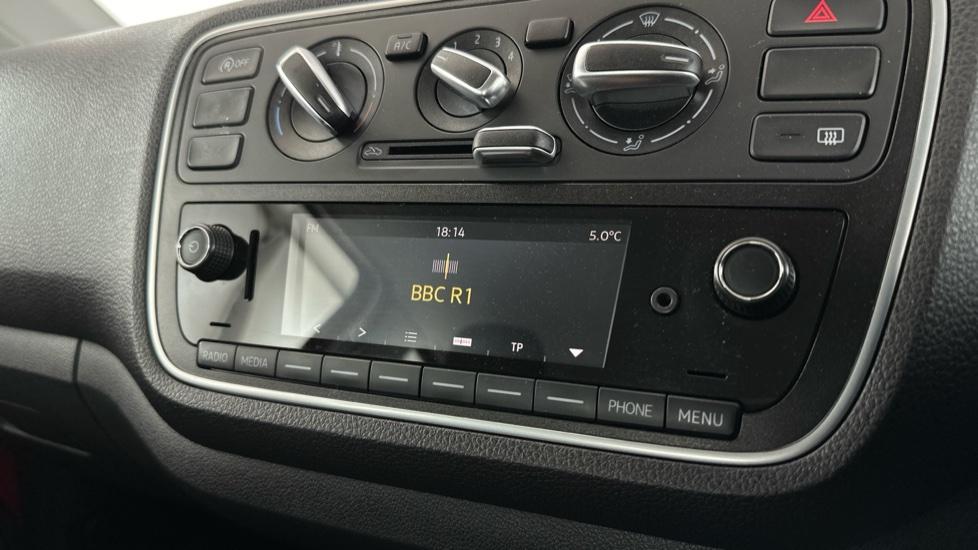 OFF
A/C
1 2 3 4
FM 18:14 5.0°C
BBC R1
< > TP
RADIO MEDIA PHONE MENU